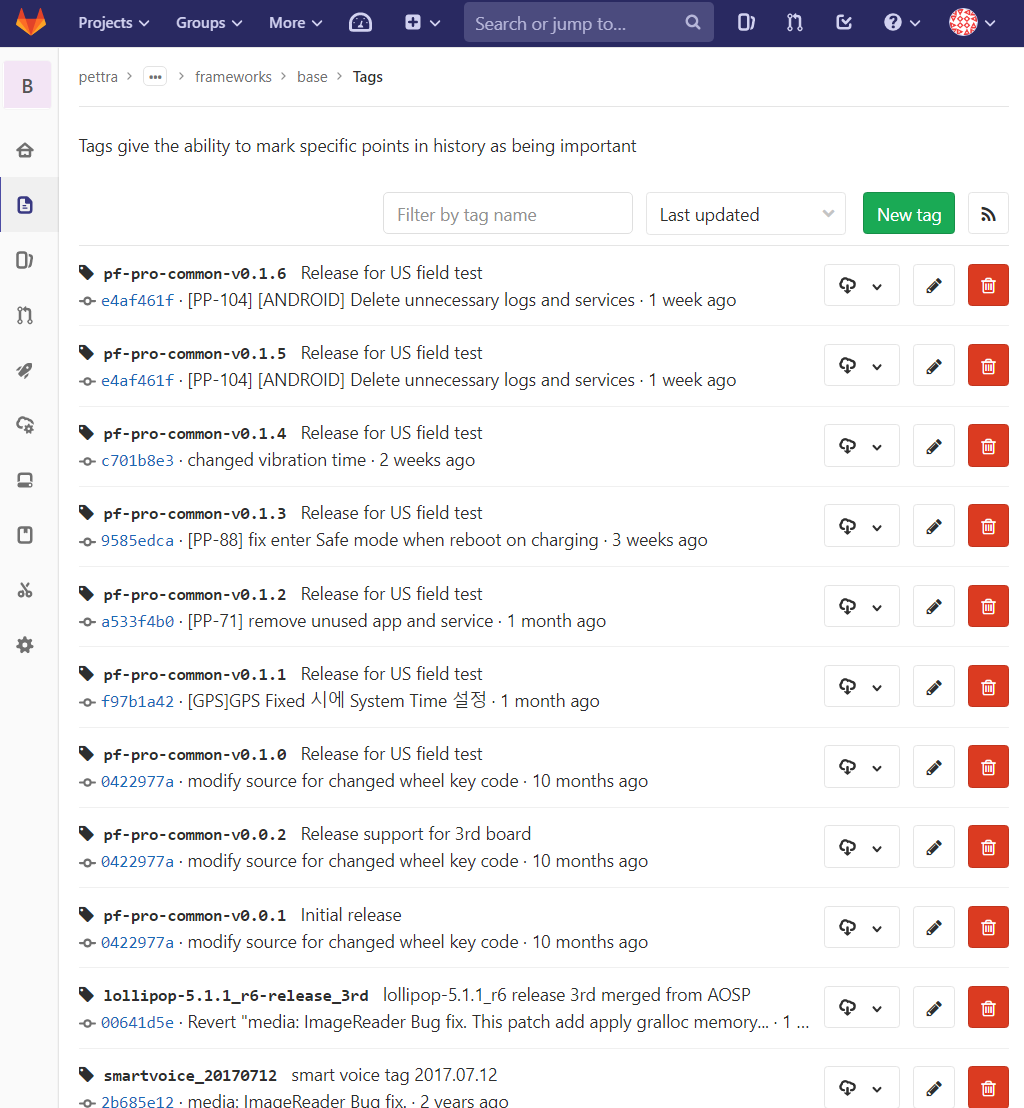 Projects Groups More Search or jump to...
B
pettra > ... > frameworks > base > Tags
Tags give the ability to mark specific points in history as being important
Filter by tag name Last updated New tag
pf-pro-common-v0.1.6 Release for US field test
e4af461f · [PP-104] [ANDROID] Delete unnecessary logs and services · 1 week ago
pf-pro-common-v0.1.5 Release for US field test
e4af461f · [PP-104] [ANDROID] Delete unnecessary logs and services · 1 week ago
pf-pro-common-v0.1.4 Release for US field test
c701b8e3 · changed vibration time · 2 weeks ago
pf-pro-common-v0.1.3 Release for US field test
9585edca · [PP-88] fix enter Safe mode when reboot on charging · 3 weeks ago
pf-pro-common-v0.1.2 Release for US field test
a533f4b0 · [PP-71] remove unused app and service · 1 month ago
pf-pro-common-v0.1.1 Release for US field test
f97b1a42 · [GPS]GPS Fixed 시에 System Time 설정 · 1 month ago
pf-pro-common-v0.1.0 Release for US field test
0422977a · modify source for changed wheel key code · 10 months ago
pf-pro-common-v0.0.2 Release support for 3rd board
0422977a · modify source for changed wheel key code · 10 months ago
pf-pro-common-v0.0.1 Initial release
0422977a · modify source for changed wheel key code · 10 months ago
lollipop-5.1.1_r6-release_3rd lollipop-5.1.1_r6 release 3rd merged from AOSP
00641d5e · Revert "media: ImageReader Bug fix. This patch add apply gralloc memory... · 1 ...
smartvoice_20170712 smart voice tag 2017.07.12
2b685e12 · media: ImageReader Bug fix. · 2 years ago